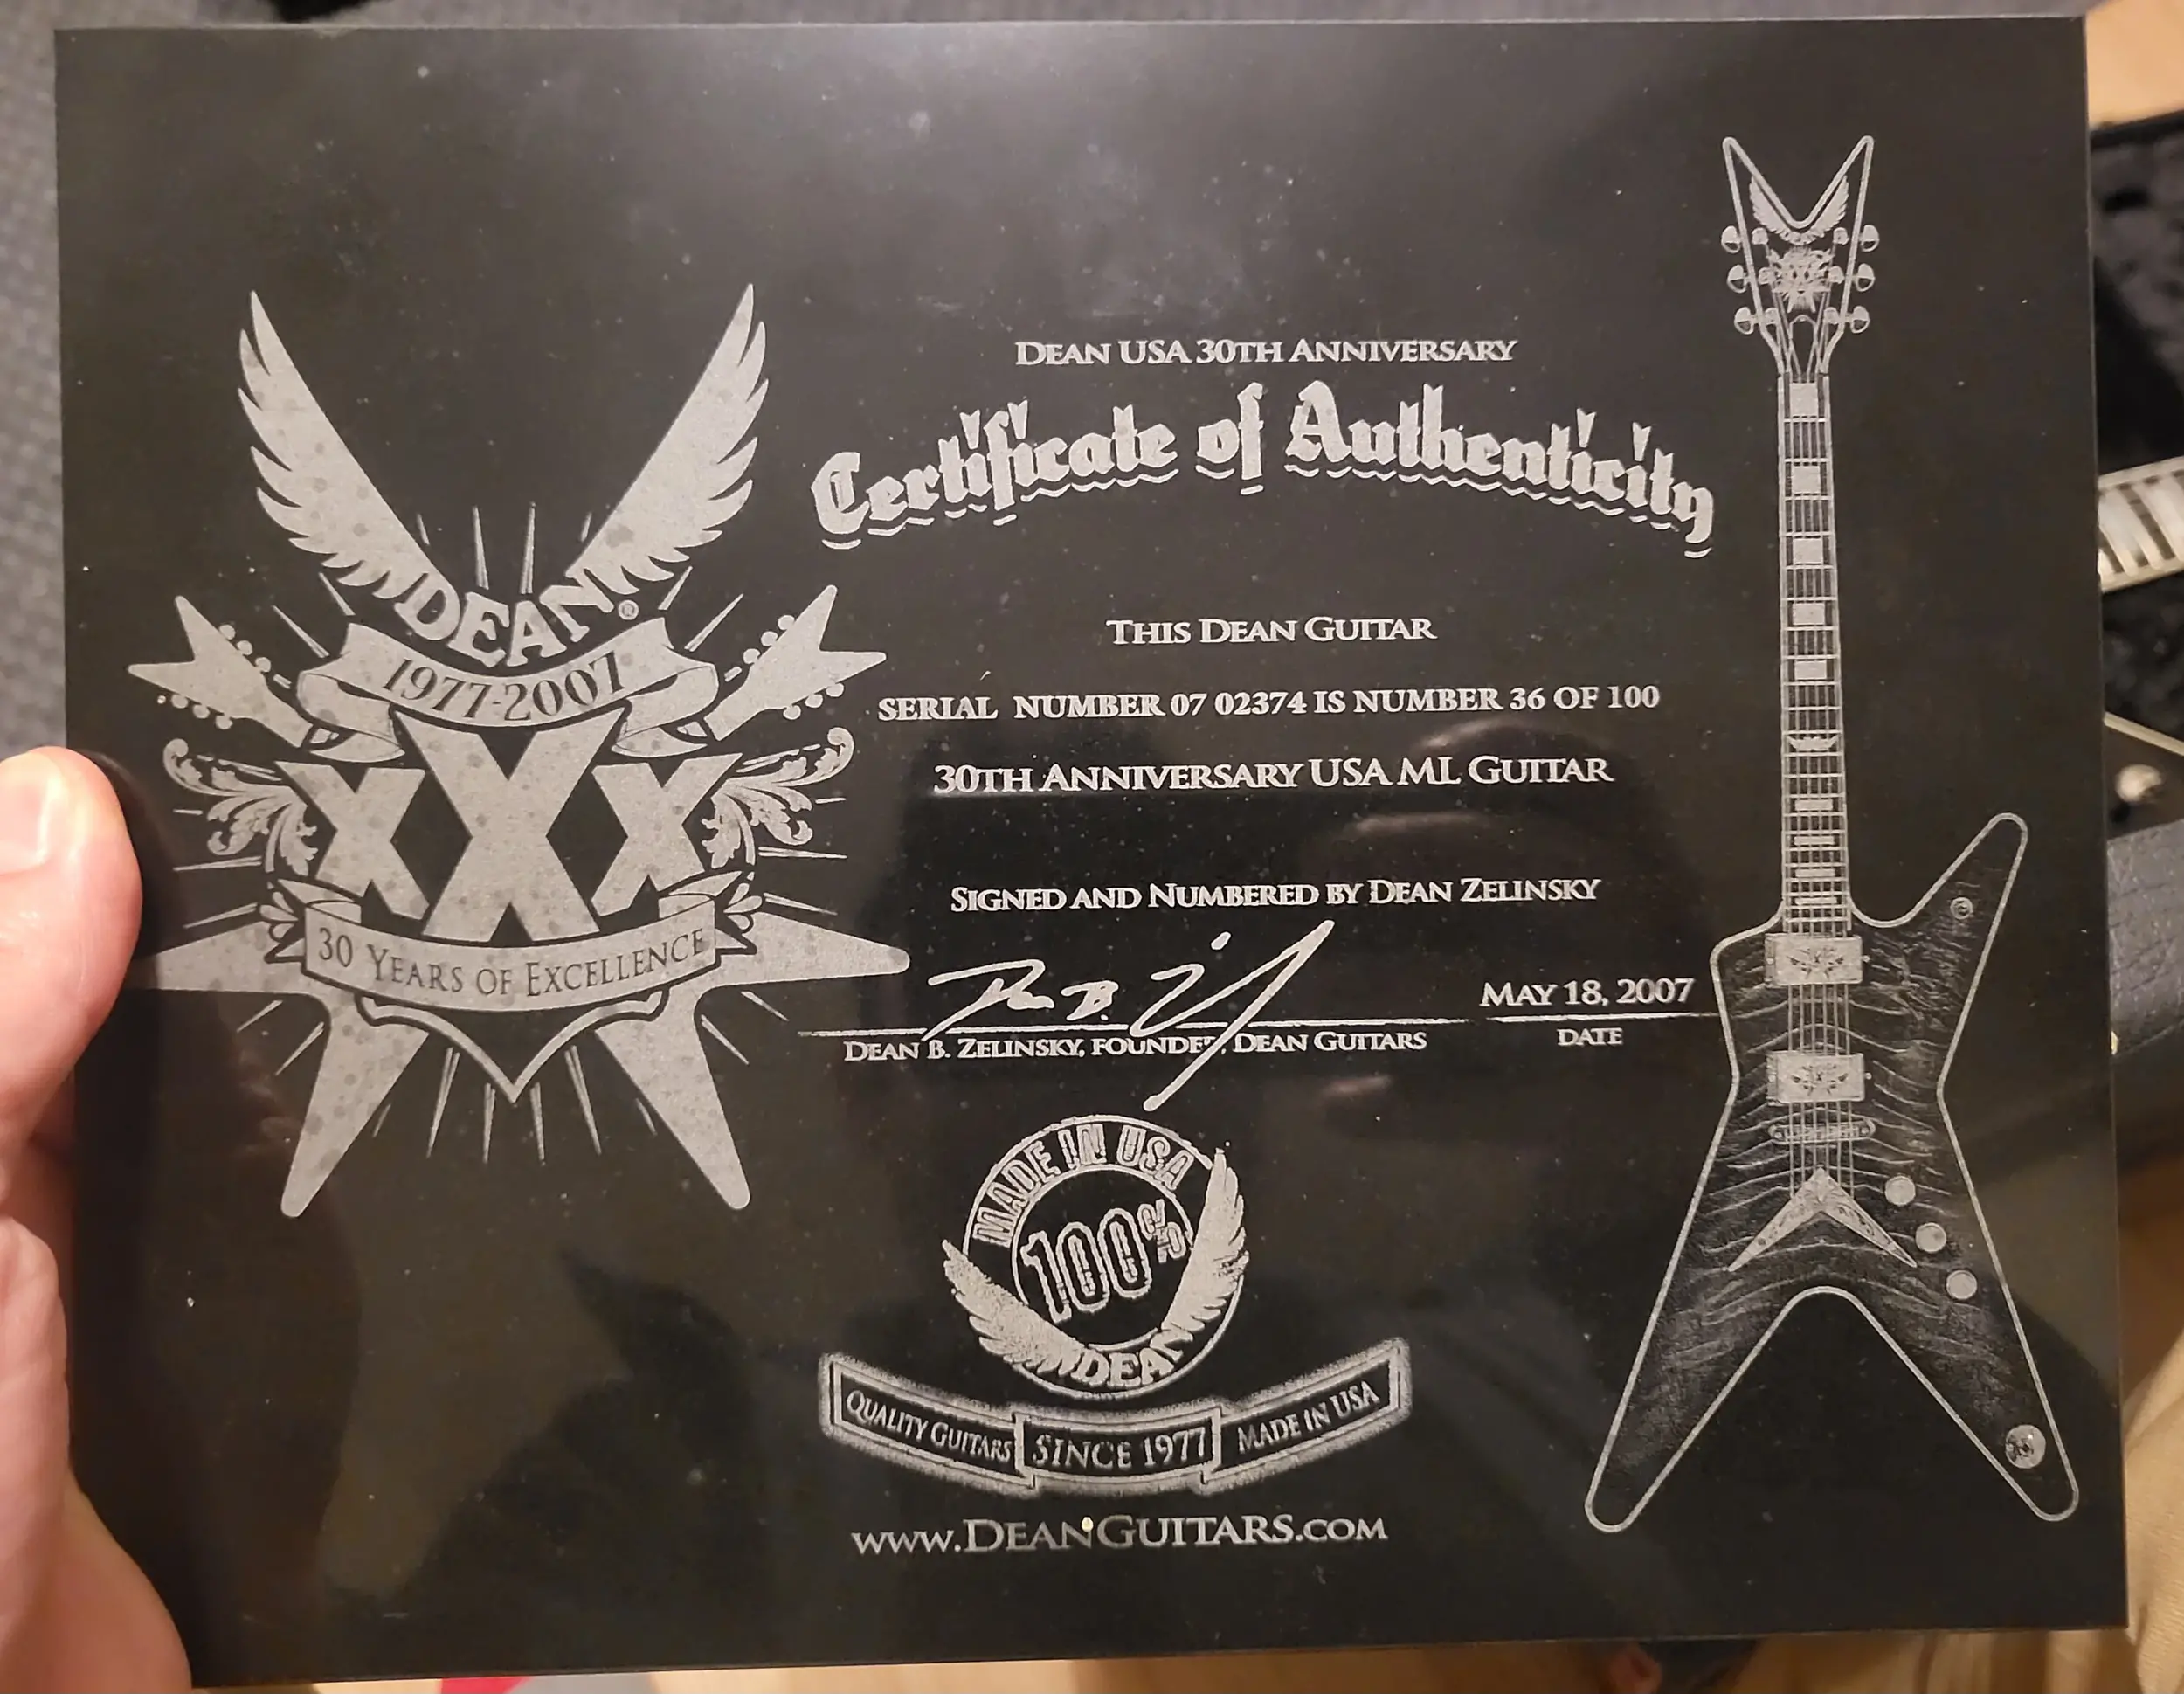 DEAN USA 30TH ANNIVERSARY
Certificate of Authenticity
DEAN®
1977-2007
XXX
30 YEARS OF EXCELLENCE
THIS DEAN GUITAR
SERIAL NUMBER 07 02374 IS NUMBER 36 OF 100
30TH ANNIVERSARY USA ML GUITAR
SIGNED AND NUMBERED BY DEAN ZELINSKY
MAY 18, 2007
DEAN B. ZELINSKY, FOUNDER, DEAN GUITARS
DATE
MADE IN USA
100%
DEAN
QUALITY GUITARS SINCE 1977 MADE IN USA
WWW.DEANGUITARS.COM